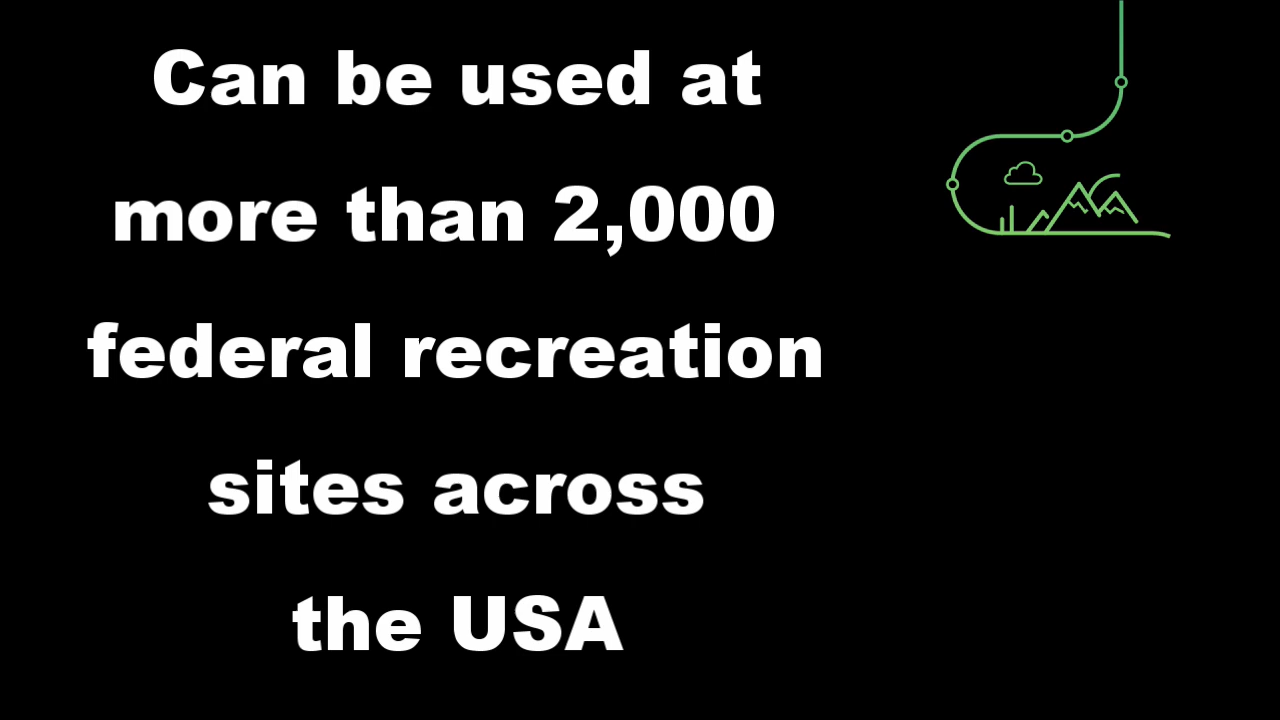 Can be used at
more than 2,000
federal recreation
sites across
the USA